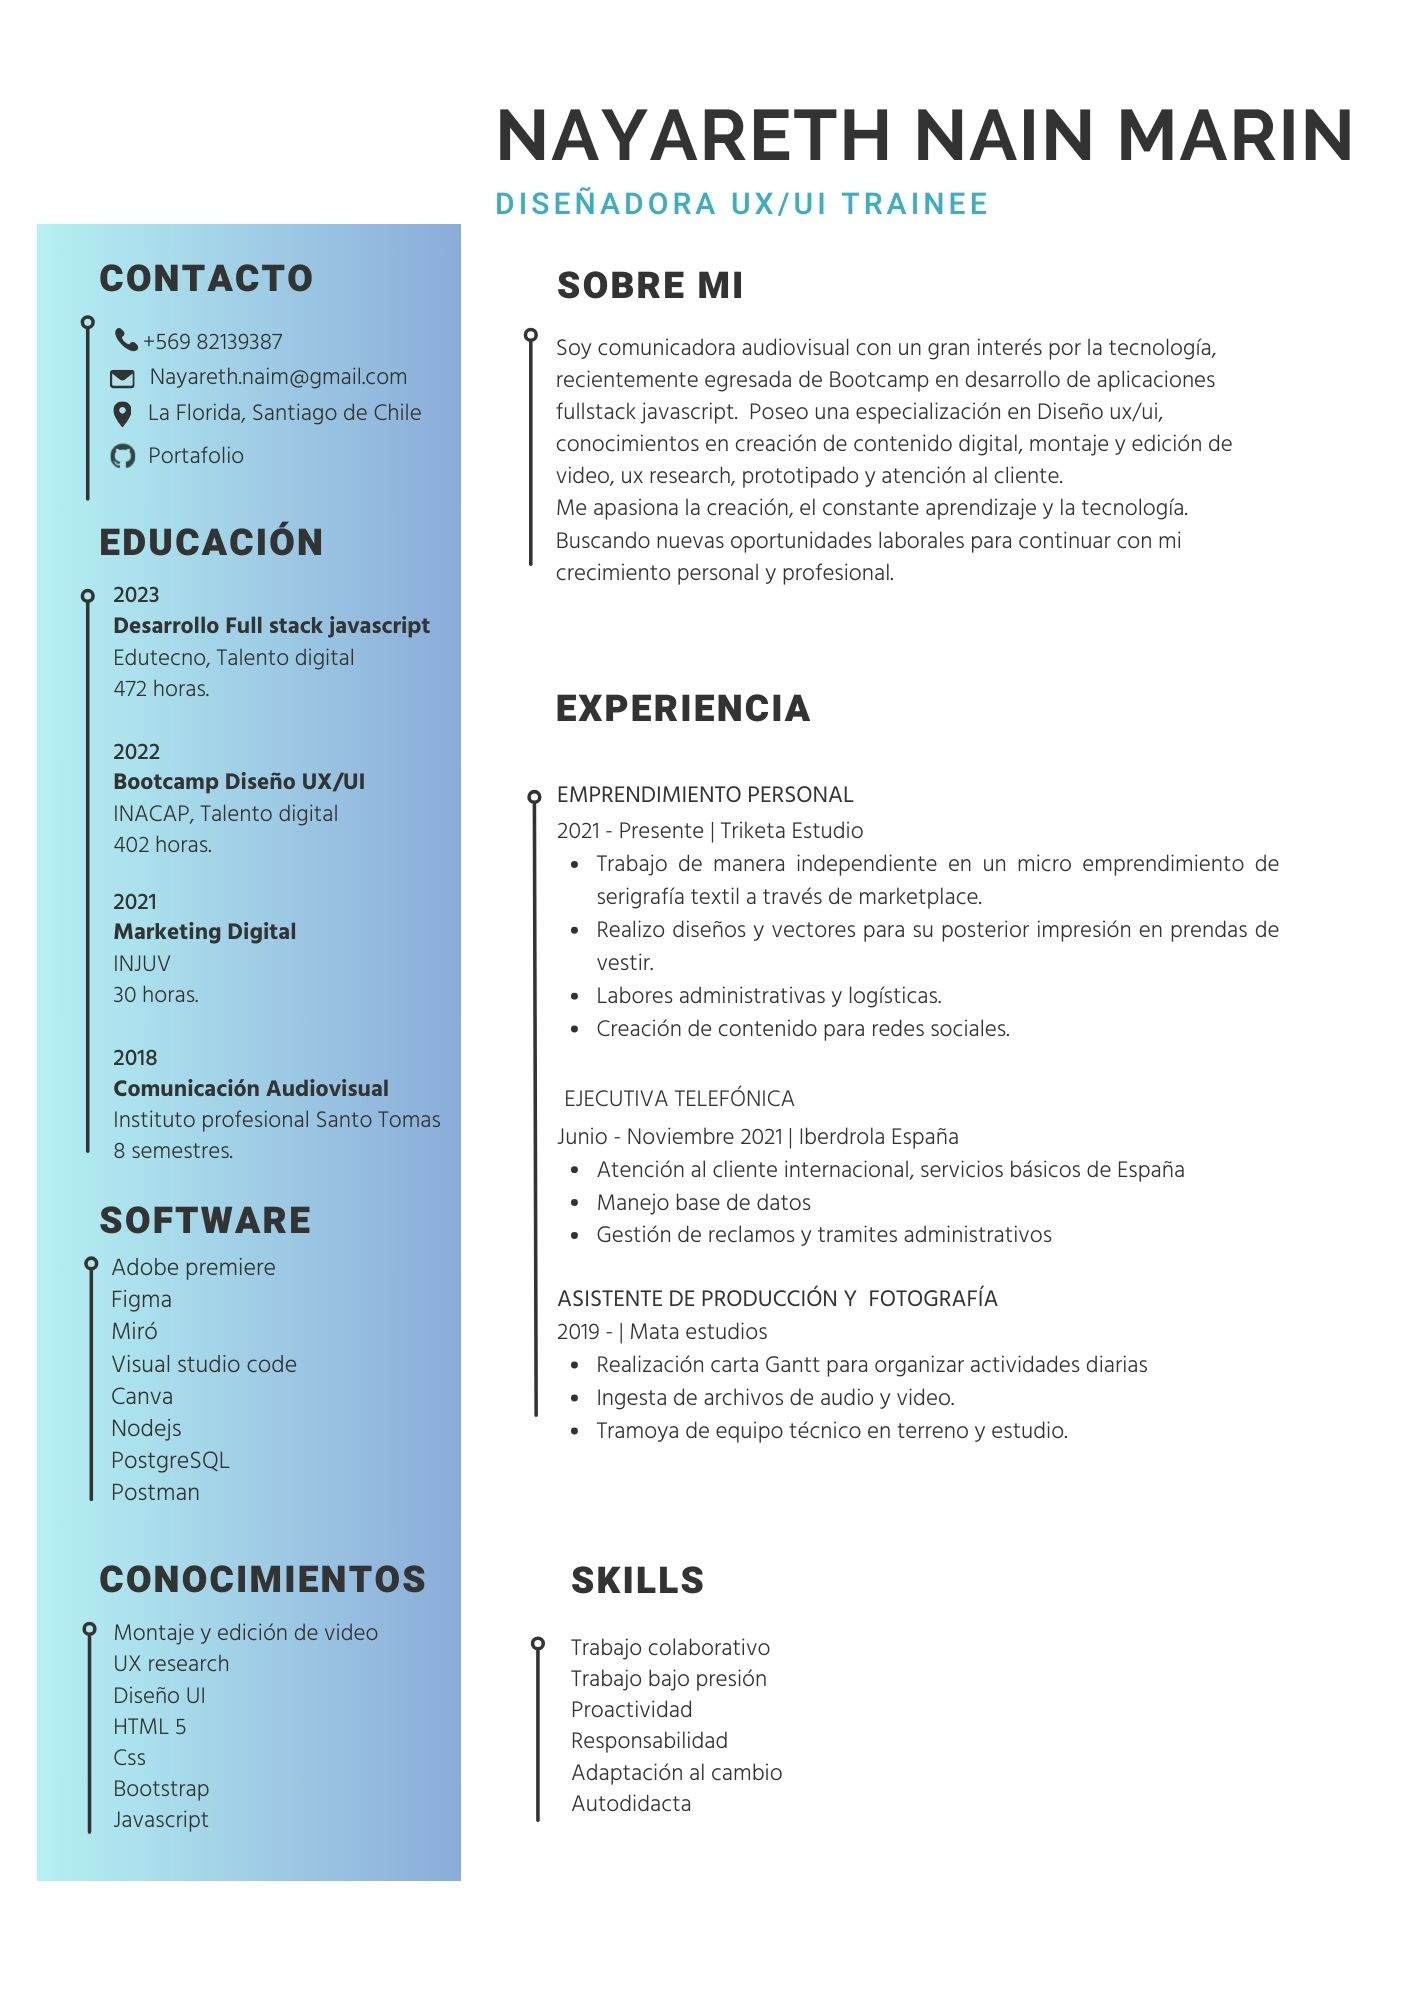 NAYARETH NAIN MARIN
DISEÑADORA UX/UI TRAINEE
CONTACTO
+569 82139387
Nayareth.naim@gmail.com
La Florida, Santiago de Chile
Portafolio
EDUCACIÓN
2023
Desarrollo Full stack javascript
Edutecno, Talento digital
472 horas.
2022
Bootcamp Diseño UX/UI
INACAP, Talento digital
402 horas.
2021
Marketing Digital
INJUV
30 horas.
2018
Comunicación Audiovisual
Instituto profesional Santo Tomas
8 semestres.
SOFTWARE
Adobe premiere
Figma
Miró
Visual studio code
Canva
Nodejs
PostgreSQL
Postman
CONOCIMIENTOS
Montaje y edición de video
UX research
Diseño UI
HTML 5
Css
Bootstrap
Javascript
SOBRE MI
Soy comunicadora audiovisual con un gran interés por la tecnología,
recientemente egresada de Bootcamp en desarrollo de aplicaciones
fullstack javascript.  Poseo una especialización en Diseño ux/ui,
conocimientos en creación de contenido digital, montaje y edición de
video, ux research, prototipado y atención al cliente.
Me apasiona la creación, el constante aprendizaje y la tecnología.
Buscando nuevas oportunidades laborales para continuar con mi
crecimiento personal y profesional.
EXPERIENCIA
EMPRENDIMIENTO PERSONAL
2021 - Presente | Triketa Estudio
• Trabajo de manera independiente en un micro emprendimiento de
serigrafía textil a través de marketplace.
• Realizo diseños y vectores para su posterior impresión en prendas de
vestir.
• Labores administrativas y logísticas.
• Creación de contenido para redes sociales.
EJECUTIVA TELEFÓNICA
Junio - Noviembre 2021 | Iberdrola España
• Atención al cliente internacional, servicios básicos de España
• Manejo base de datos
• Gestión de reclamos y tramites administrativos
ASISTENTE DE PRODUCCIÓN Y  FOTOGRAFÍA
2019 - | Mata estudios
• Realización carta Gantt para organizar actividades diarias
• Ingesta de archivos de audio y video.
• Tramoya de equipo técnico en terreno y estudio.
SKILLS
Trabajo colaborativo
Trabajo bajo presión
Proactividad
Responsabilidad
Adaptación al cambio
Autodidacta